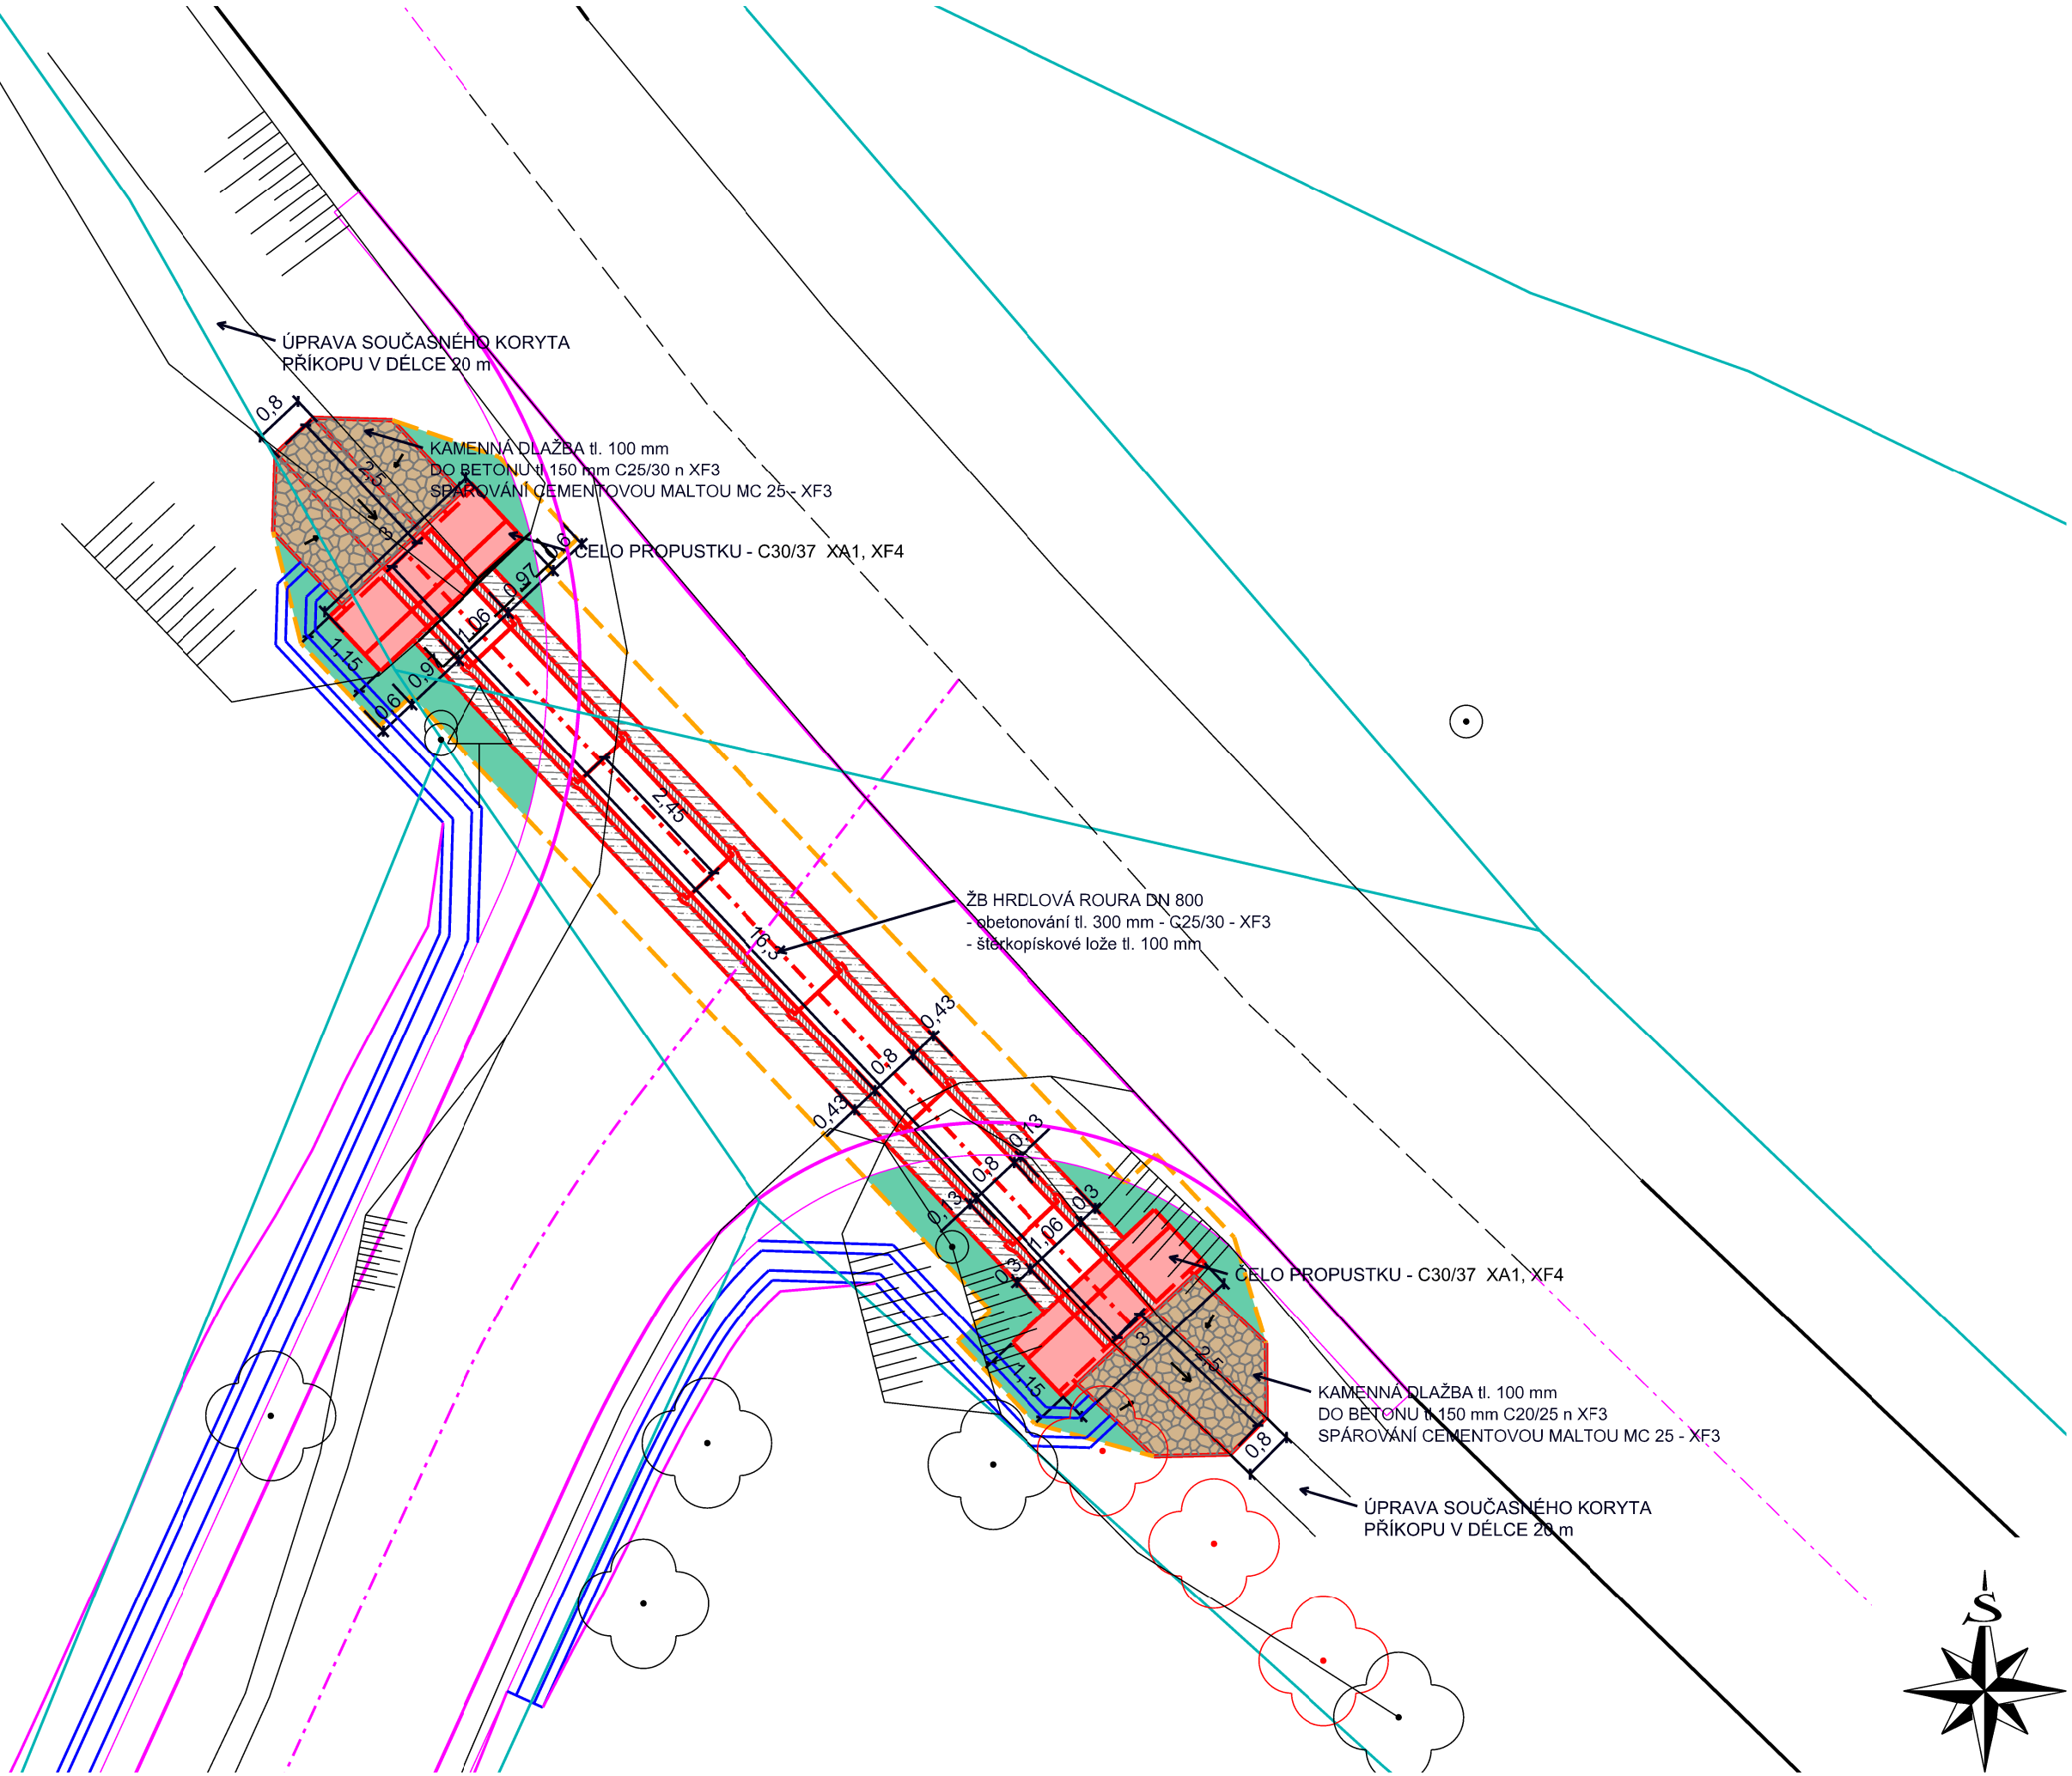 ÚPRAVA SOUČASNÉHO KORYTA
PŘÍKOPU V DÉLCE 20 m
0,8
KAMENNÁ DLAŽBA tl. 100 mm
DO BETONU tl 150 mm C25/30 n XF3
SPÁROVÁNÍ CEMENTOVOU MALTOU MC 25 - XF3
2,5
3
ČELO PROPUSTKU - C30/37  XA1, XF4
0,6
0,97
1,06
0,97
0,6
1,15
2,45
ŽB HRDLOVÁ ROURA DN 800
- obetonování tl. 300 mm - C25/30 - XF3
- štěrkopískové lože tl. 100 mm
16,3
0,43
0,8
0,43
0,13
0,8
0,13
0,3
1,06
0,3
ČELO PROPUSTKU - C30/37  XA1, XF4
3
2,5
1,15
KAMENNÁ DLAŽBA tl. 100 mm
DO BETONU tl 150 mm C20/25 n XF3
SPÁROVÁNÍ CEMENTOVOU MALTOU MC 25 - XF3
0,8
ÚPRAVA SOUČASNÉHO KORYTA
PŘÍKOPU V DÉLCE 20 m
S